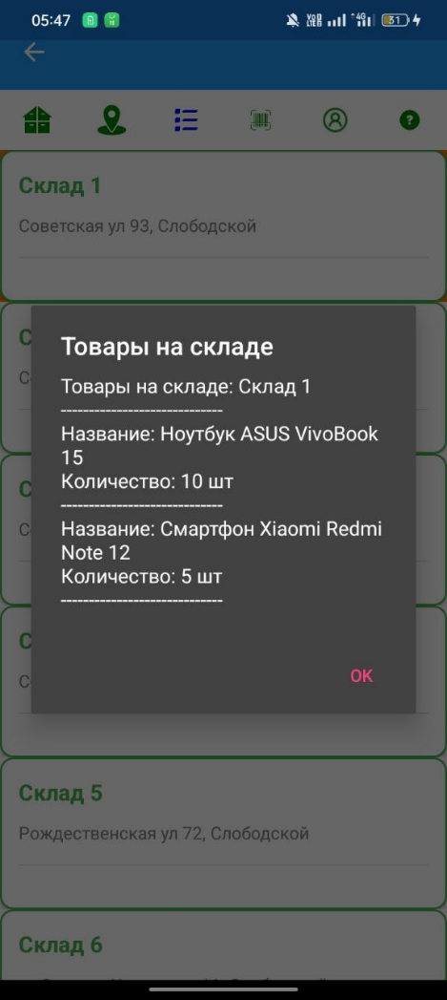 05:47
4G
31
Склад 1
Советская ул 93, Слободской
Товары на складе
Товары на складе: Склад 1
-----------------------------
Название: Ноутбук ASUS VivoBook
15
Количество: 10 шт
-----------------------------
Название: Смартфон Xiaomi Redmi
Note 12
Количество: 5 шт
-----------------------------
OK
Склад 5
Рождественская ул 72, Слободской
Склад 6